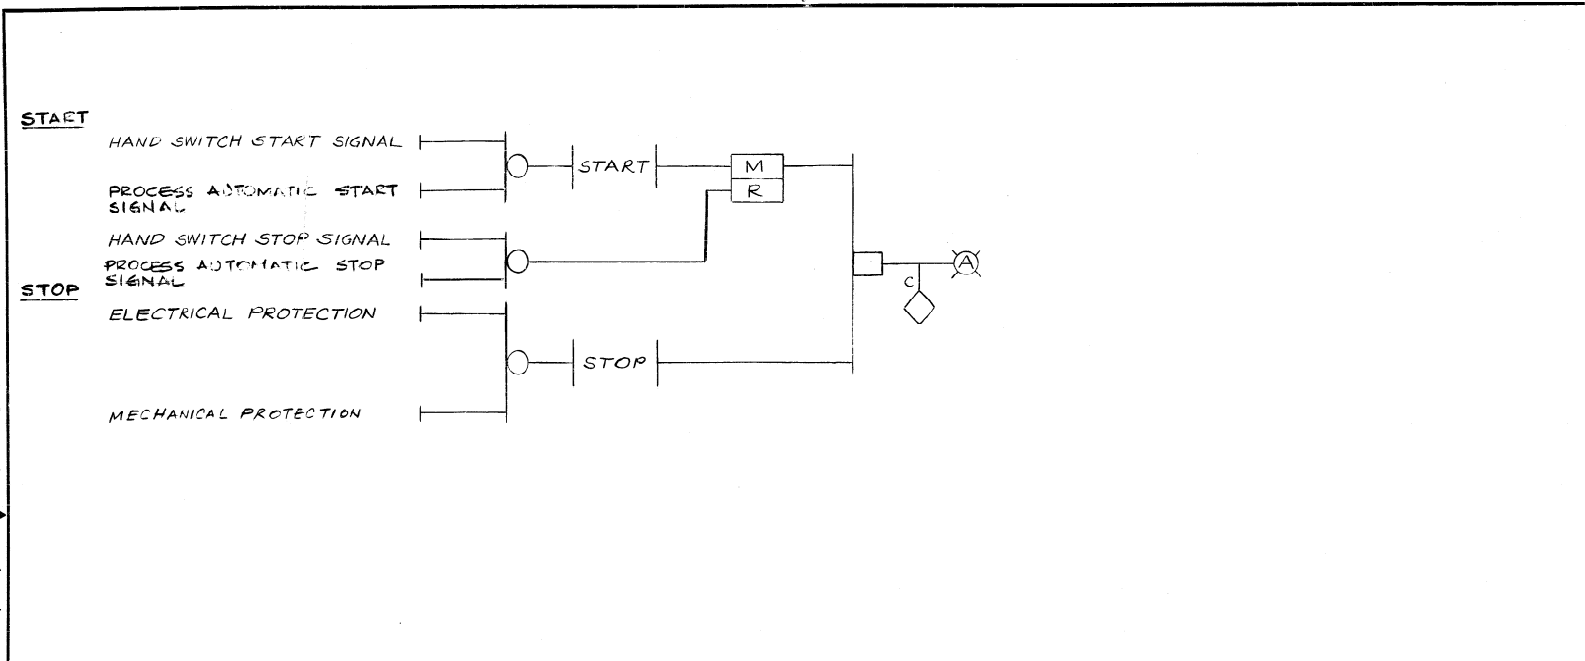 START
HAND SWITCH START SIGNAL
START
M
PROCESS AUTOMATIC START
SIGNAL
R
HAND SWITCH STOP SIGNAL
PROCESS AUTOMATIC STOP
SIGNAL
A
C
STOP
ELECTRICAL PROTECTION
STOP
MECHANICAL PROTECTION